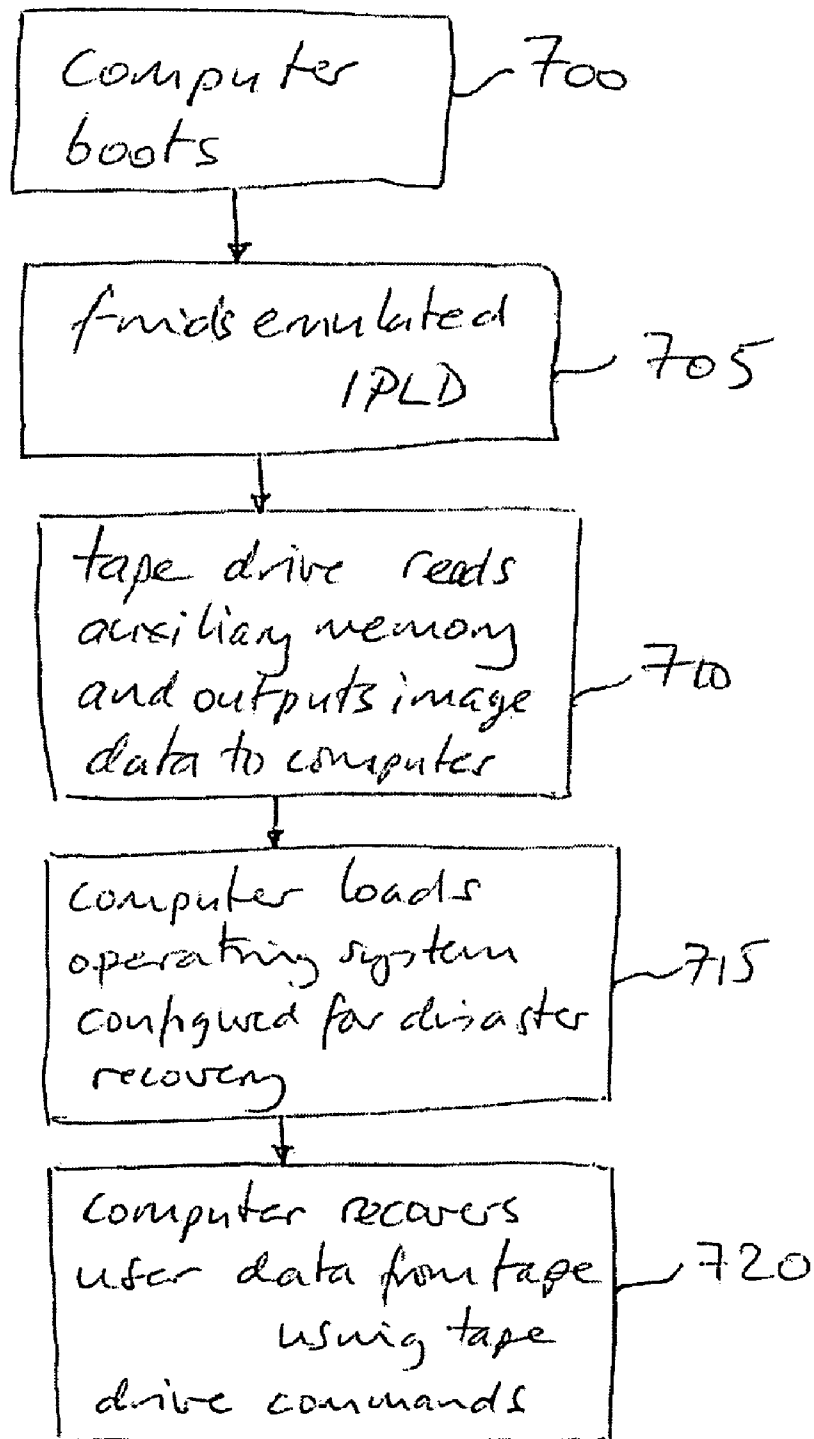 Computer
boots
700
finds emulated
IPLD
705
tape drive reads
auxiliary memory
and outputs image
data to computer
710
computer loads
operating system
configured for disaster
recovery
715
computer recovers
user data from tape
using tape
drive commands
720